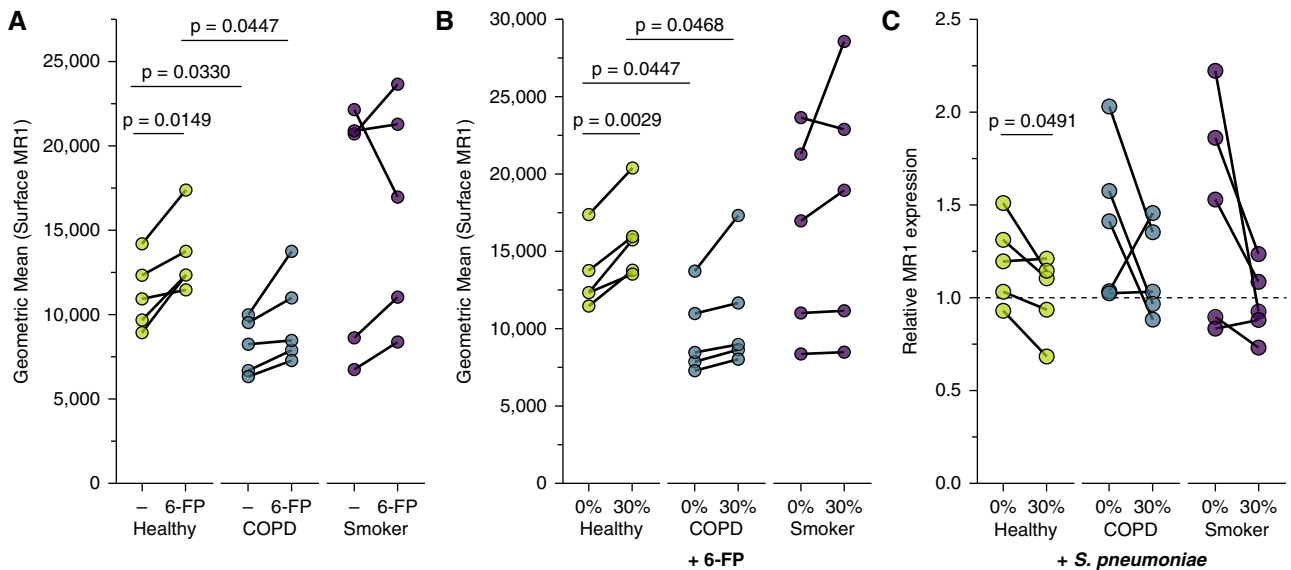 A
Geometric Mean (Surface MR1)
25,000
20,000
15,000
10,000
5,000
0
p = 0.0447
p = 0.0330
p = 0.0149
– 6-FP – 6-FP – 6-FP
Healthy COPD Smoker
B
Geometric Mean (Surface MR1)
30,000
25,000
20,000
15,000
10,000
5,000
0
p = 0.0468
p = 0.0447
p = 0.0029
0% 30% 0% 30% 0% 30%
Healthy COPD Smoker
+ 6-FP
C
Relative MR1 expression
2.5
2.0
1.5
1.0
0.5
0.0
p = 0.0491
0% 30% 0% 30% 0% 30%
Healthy COPD Smoker
+ S. pneumoniae